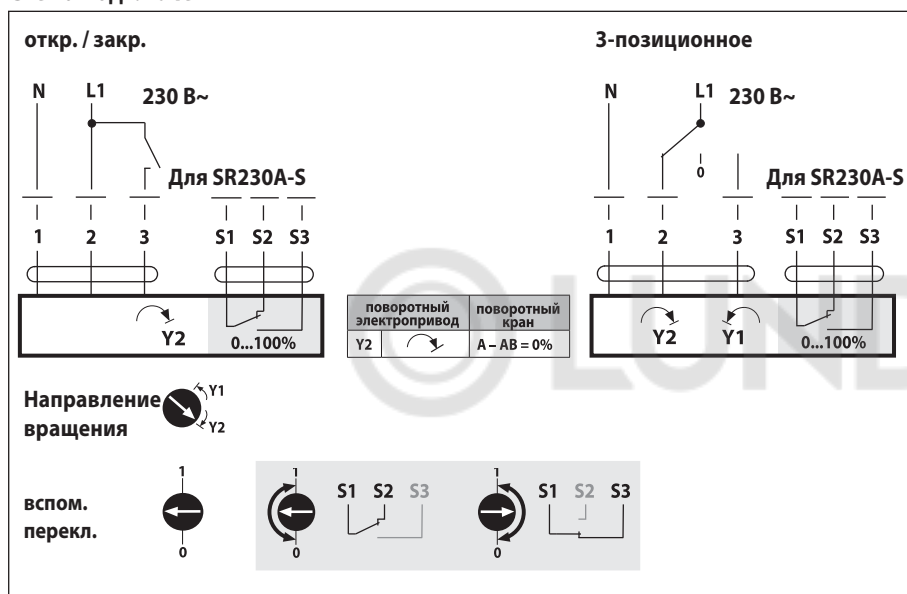 откр. / закр.
N L1 230 В~
Для SR230A-S
1 2 3 S1 S2 S3
Y2 0...100%
поворотный электропривод
поворотный кран
Y2 A – AB = 0%
3-позиционное
N L1 230 В~
0
Для SR230A-S
1 2 3 S1 S2 S3
Y2 Y1 0...100%
LUND
Направление
вращения
Y1
Y2
вспом.
перекл.
1
0
1
0
S1 S2 S3
1
0
S1 S2 S3